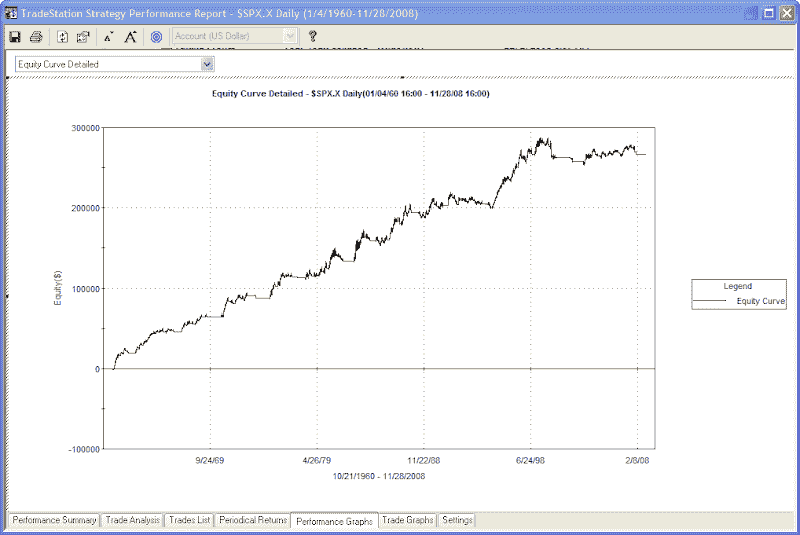 TradeStation Strategy Performance Report - $SPX.X Daily (1/4/1960-11/28/2008)
Account (US Dollar)
Equity Curve Detailed
Equity Curve Detailed - $SPX.X Daily(01/04/60 16:00 - 11/28/08 16:00)
300000
200000
100000
0
-100000
Equity($)
9/24/69
4/26/79
11/22/88
6/24/98
2/8/08
10/21/1960 - 11/28/2008
Legend
Equity Curve
Performance Summary
Trade Analysis
Trades List
Periodical Returns
Performance Graphs
Trade Graphs
Settings